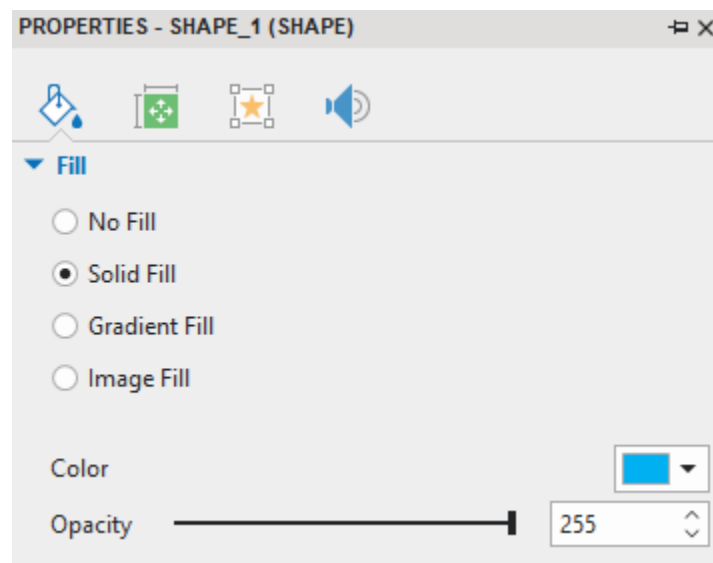 PROPERTIES - SHAPE_1 (SHAPE)
Fill
No Fill
Solid Fill
Gradient Fill
Image Fill
Color
Opacity 255